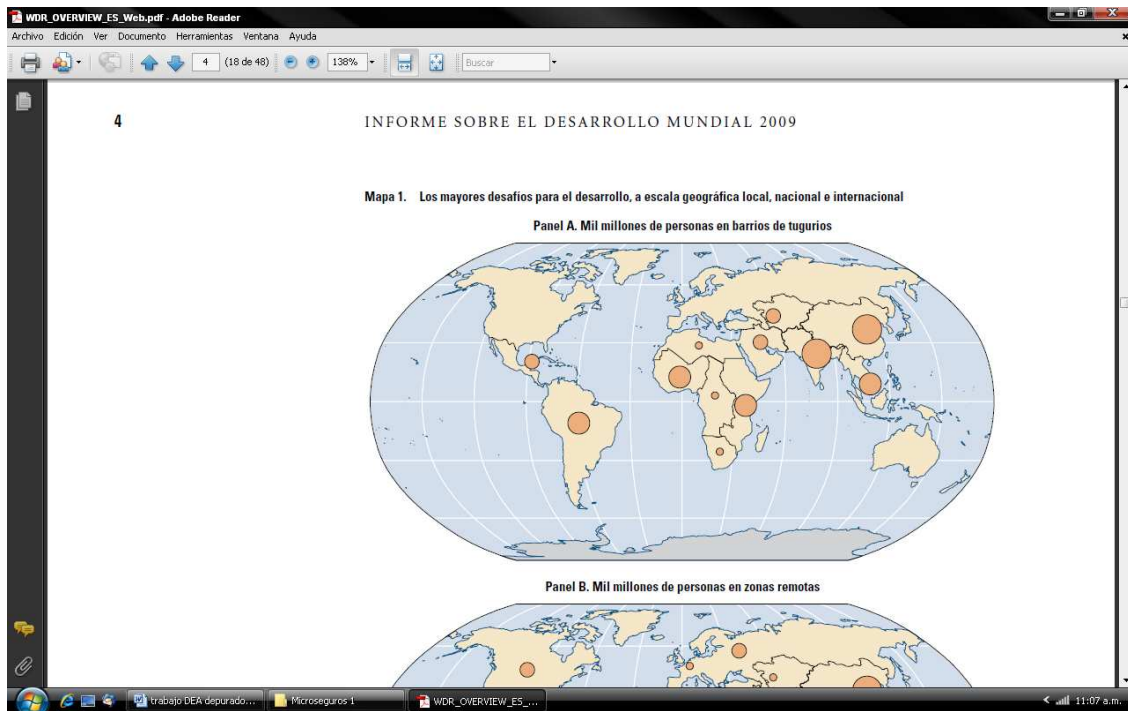 WDR_OVERVIEW_ES_Web.pdf - Adobe Reader
Archivo Edición Ver Documento Herramientas Ventana Ayuda
4 (18 de 48) 138% Buscar
4 INFORME SOBRE EL DESARROLLO MUNDIAL 2009
Mapa 1. Los mayores desafíos para el desarrollo, a escala geográfica local, nacional e internacional
Panel A. Mil millones de personas en barrios de tugurios
Panel B. Mil millones de personas en zonas remotas
trabajo DEA depurado... Microseguros 1 WDR_OVERVIEW_ES_... 11:07 a.m.